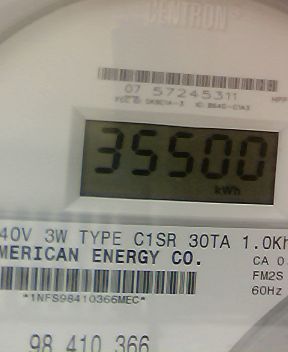 CENTRON
07 57245311
35500
kWh
40V 3W TYPE C1SR 30TA 1.0Kh
MERICAN ENERGY CO.
CA 0
FM2S
60Hz
*1NFS98410366MEC*
98 410 366